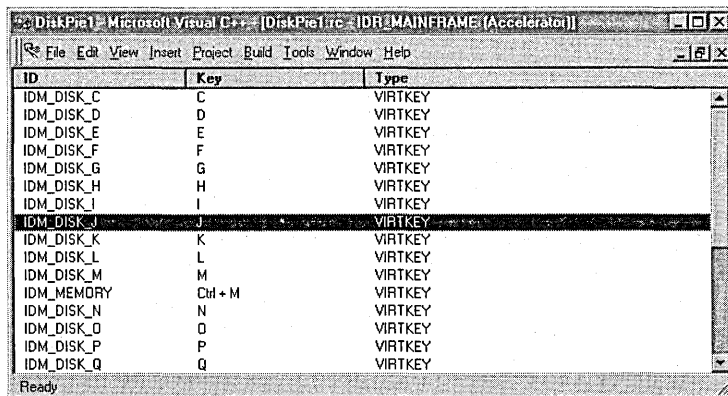 DiskPie1 - Microsoft Visual C++ - [DiskPie1.rc - IDR_MAINFRAME (Accelerator)]
File Edit View Insert Project Build Tools Window Help
ID Key Type
IDM_DISK_C C VIRTKEY
IDM_DISK_D D VIRTKEY
IDM_DISK_E E VIRTKEY
IDM_DISK_F F VIRTKEY
IDM_DISK_G G VIRTKEY
IDM_DISK_H H VIRTKEY
IDM_DISK_I I VIRTKEY
IDM_DISK_J J VIRTKEY
IDM_DISK_K K VIRTKEY
IDM_DISK_L L VIRTKEY
IDM_DISK_M M VIRTKEY
IDM_MEMORY Ctrl + M VIRTKEY
IDM_DISK_N N VIRTKEY
IDM_DISK_O O VIRTKEY
IDM_DISK_P P VIRTKEY
IDM_DISK_Q Q VIRTKEY
Ready